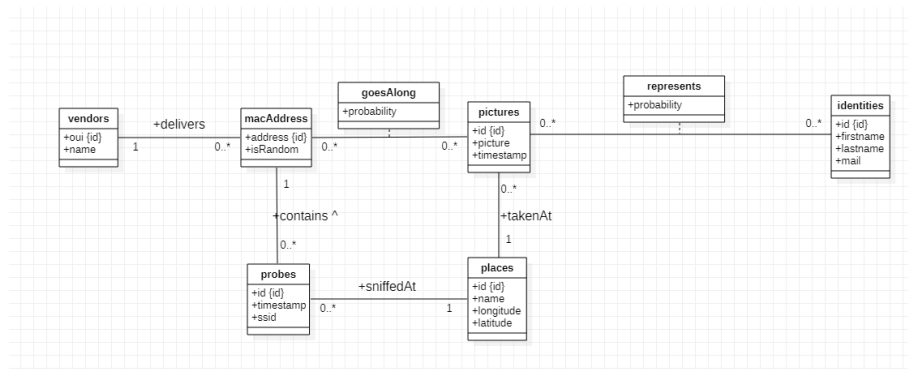 goesAlong
+probability
represents
+probability
vendors
+oui {id}
+name
+delivers
1
0..*
macAddress
+address {id}
+isRandom
0..*
0..*
pictures
+id {id}
+picture
+timestamp
0..*
0..*
identities
+id {id}
+firstname
+lastname
+mail
1
+contains ^
0..*
0..*
+takenAt
1
probes
+id {id}
+timestamp
+ssid
+sniffedAt
0..*
1
places
+id {id}
+name
+longitude
+latitude